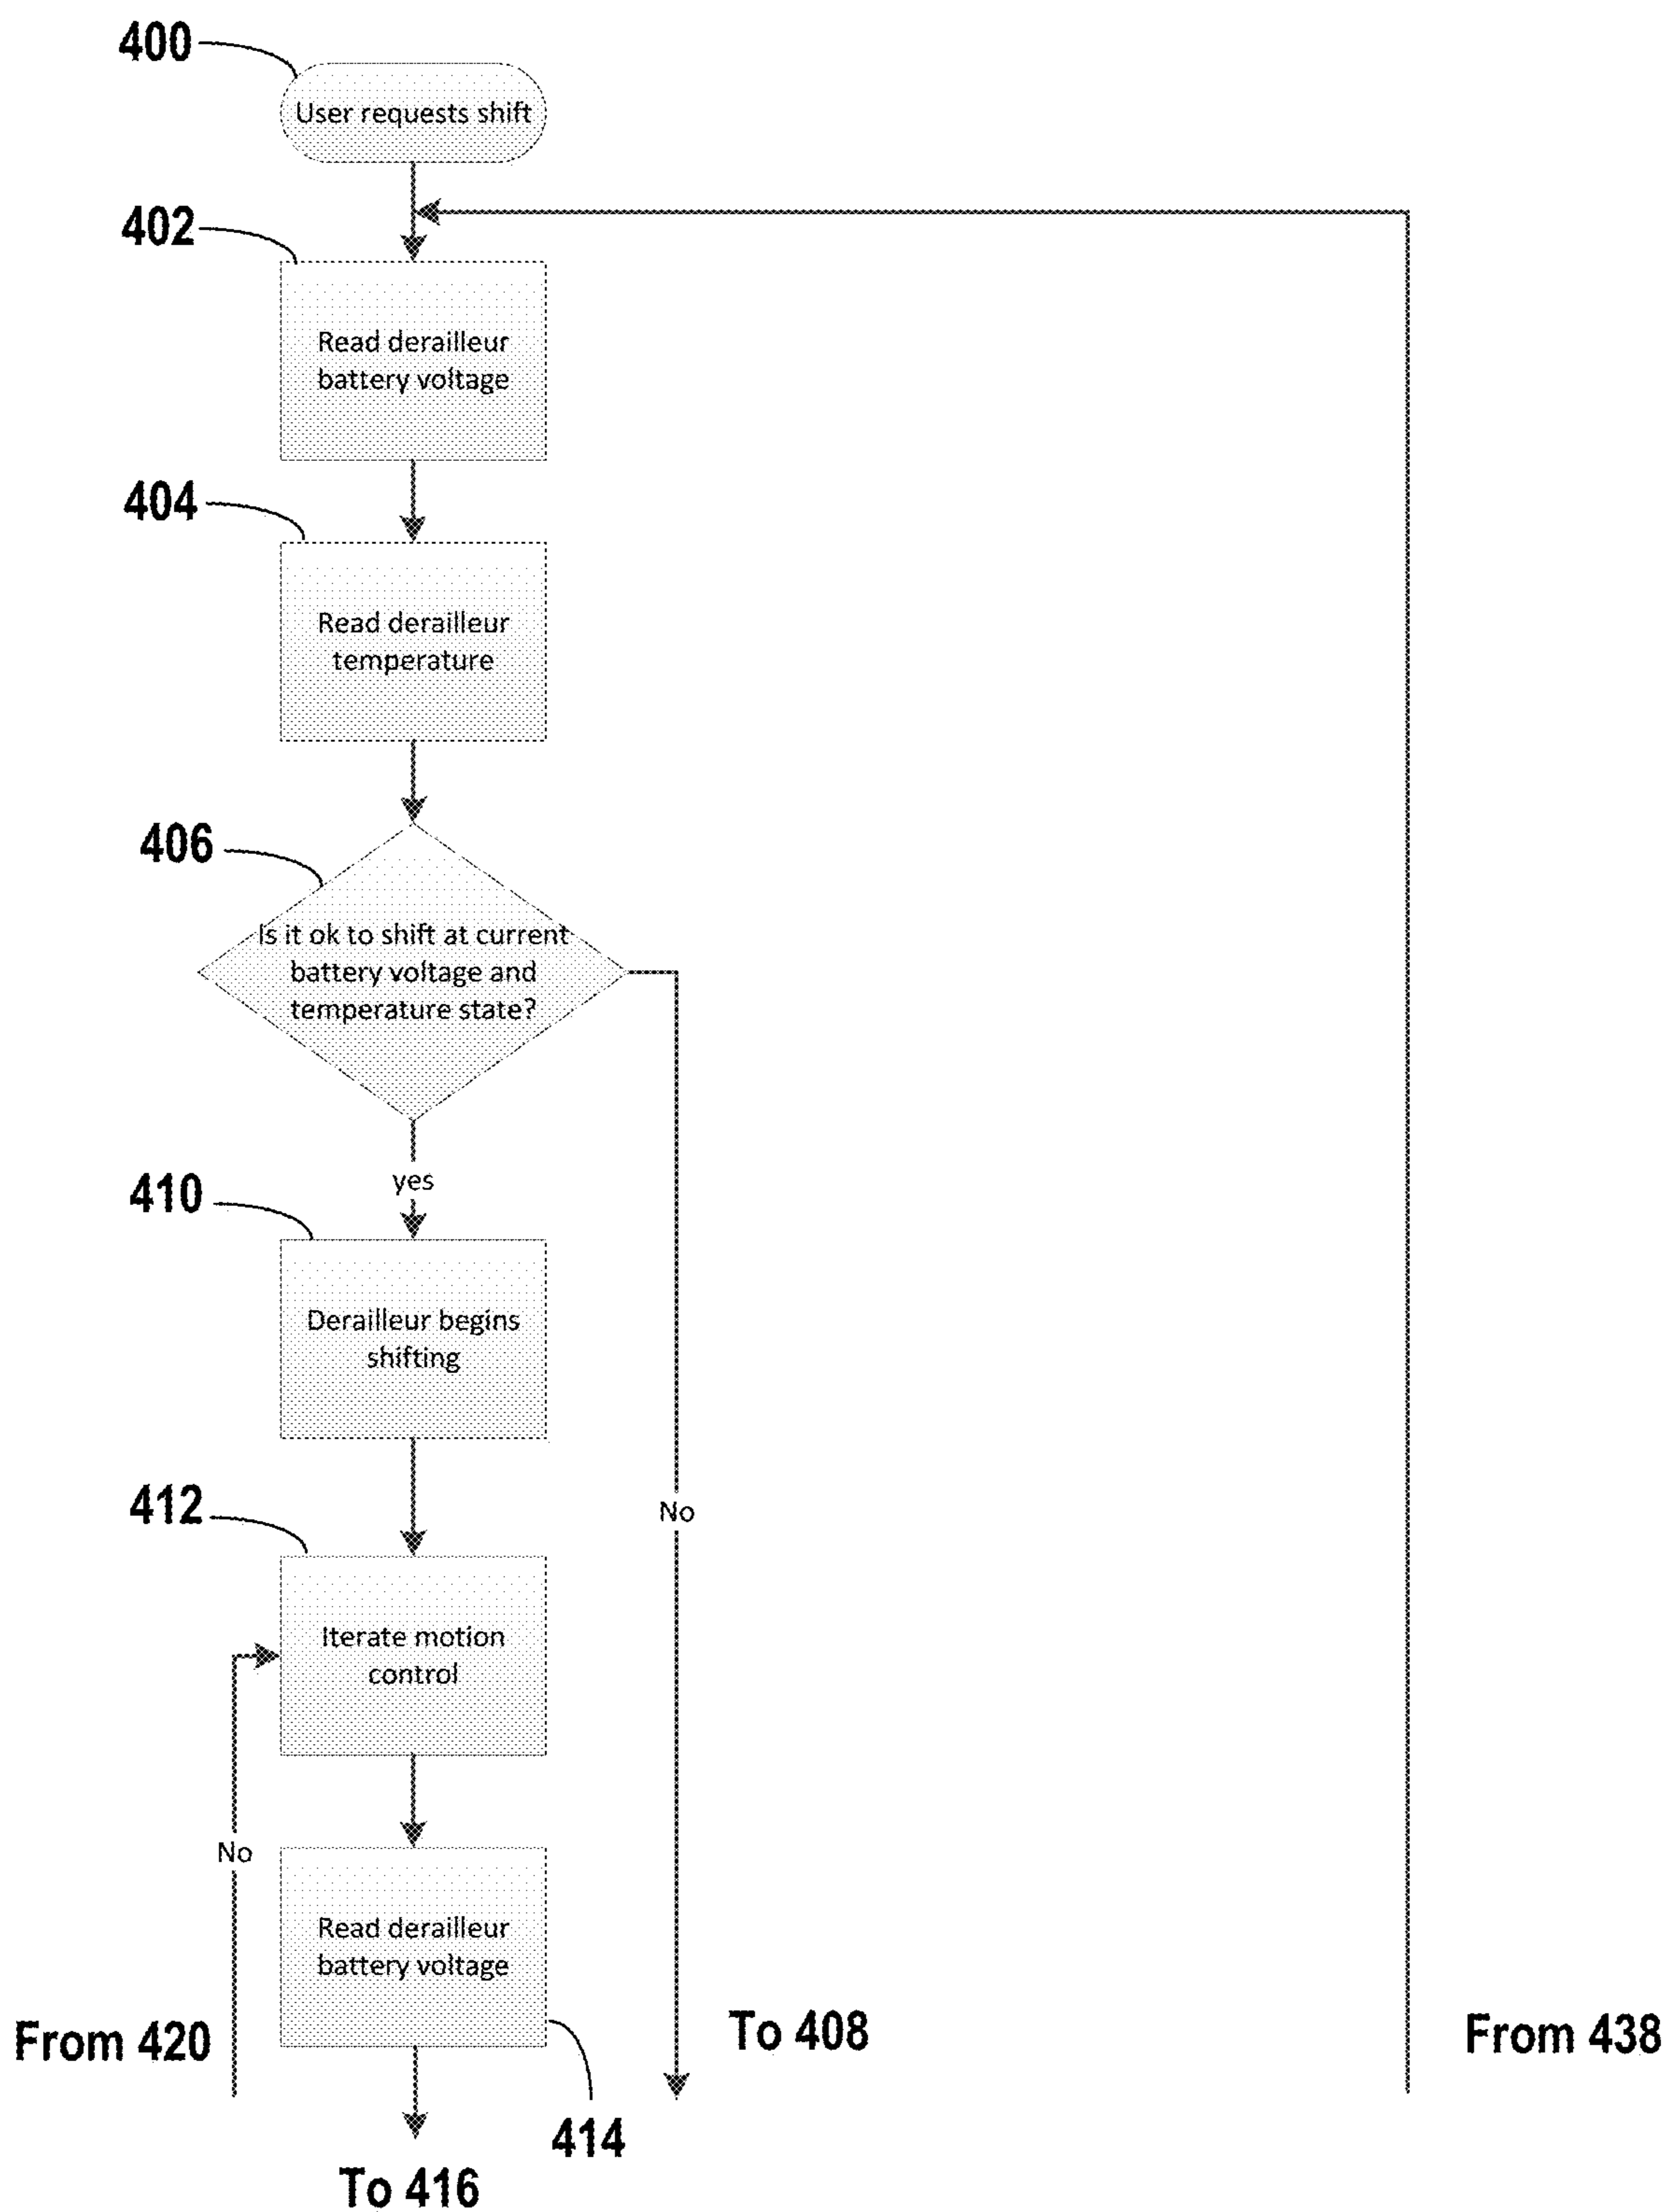 400
User requests shift
402
Read derailleur
battery voltage
404
Read derailleur
temperature
406
Is it ok to shift at current
battery voltage and
temperature state?
yes
410
Derailleur begins
shifting
No
412
Iterate motion
control
No
Read derailleur
battery voltage
From 420
To 408
From 438
414
To 416